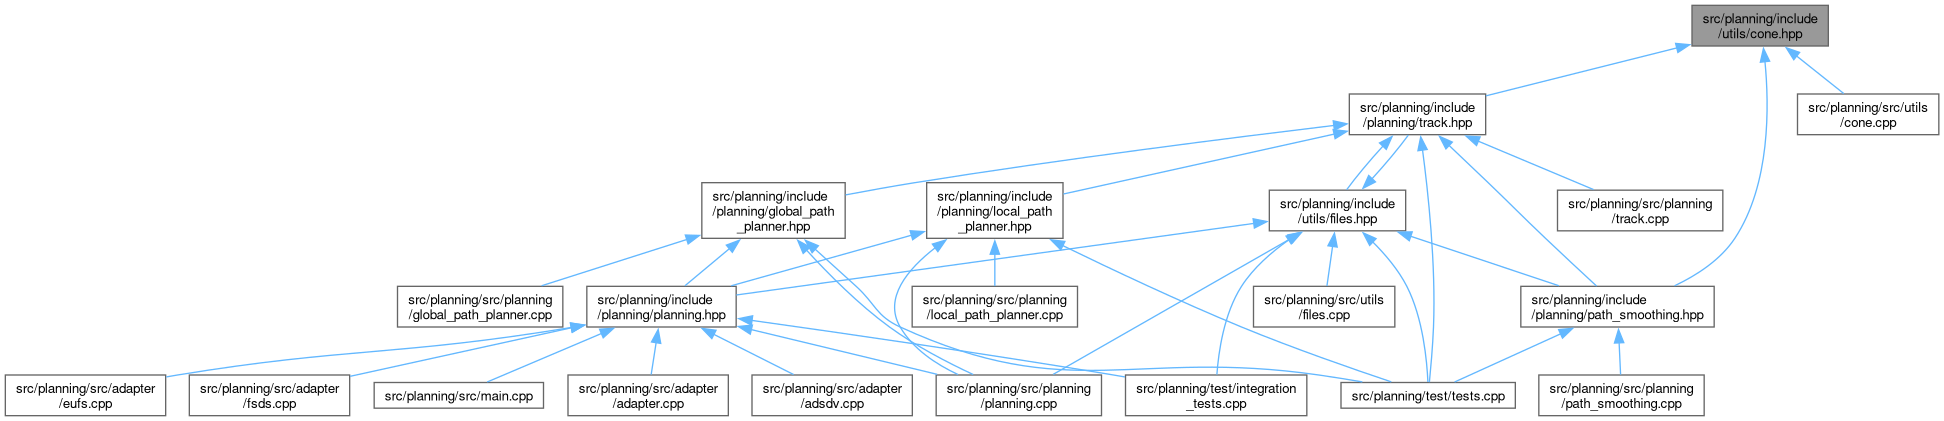 src/planning/include
/utils/cone.hpp
src/planning/include
/planning/track.hpp
src/planning/src/utils
/cone.cpp
src/planning/include
/planning/global_path
_planner.hpp
src/planning/include
/planning/local_path
_planner.hpp
src/planning/include
/utils/files.hpp
src/planning/src/planning
/track.cpp
src/planning/src/planning
/global_path_planner.cpp
src/planning/include
/planning/planning.hpp
src/planning/src/planning
/local_path_planner.cpp
src/planning/src/utils
/files.cpp
src/planning/include
/planning/path_smoothing.hpp
src/planning/src/adapter
/eufs.cpp
src/planning/src/adapter
/fsds.cpp
src/planning/src/main.cpp
src/planning/src/adapter
/adapter.cpp
src/planning/src/adapter
/adsdv.cpp
src/planning/src/planning
/planning.cpp
src/planning/test/integration
_tests.cpp
src/planning/test/tests.cpp
src/planning/src/planning
/path_smoothing.cpp